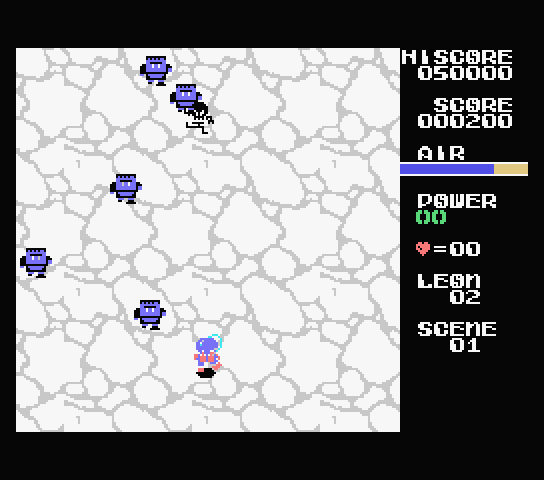 HISCORE
050000
SCORE
000200
AIR
POWER
00
=00
LEON
02
SCENE
01